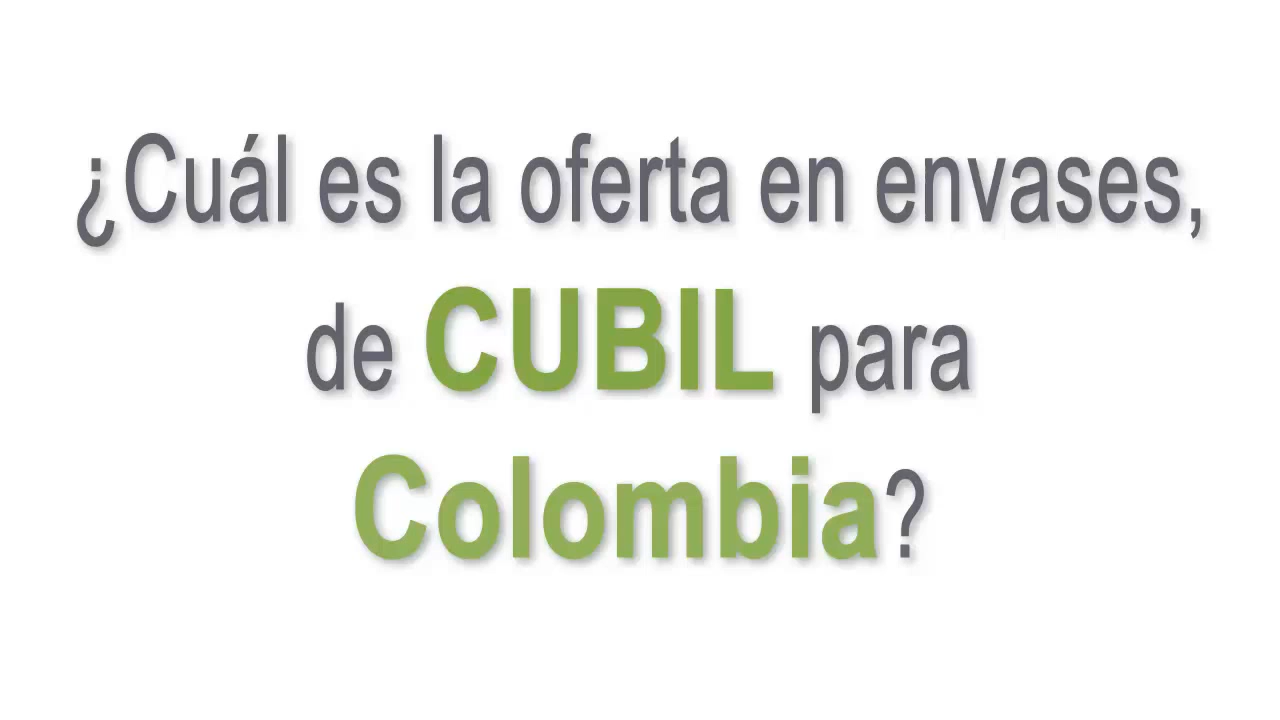 ¿Cuál es la oferta en envases,
de CUBIL para
Colombia?